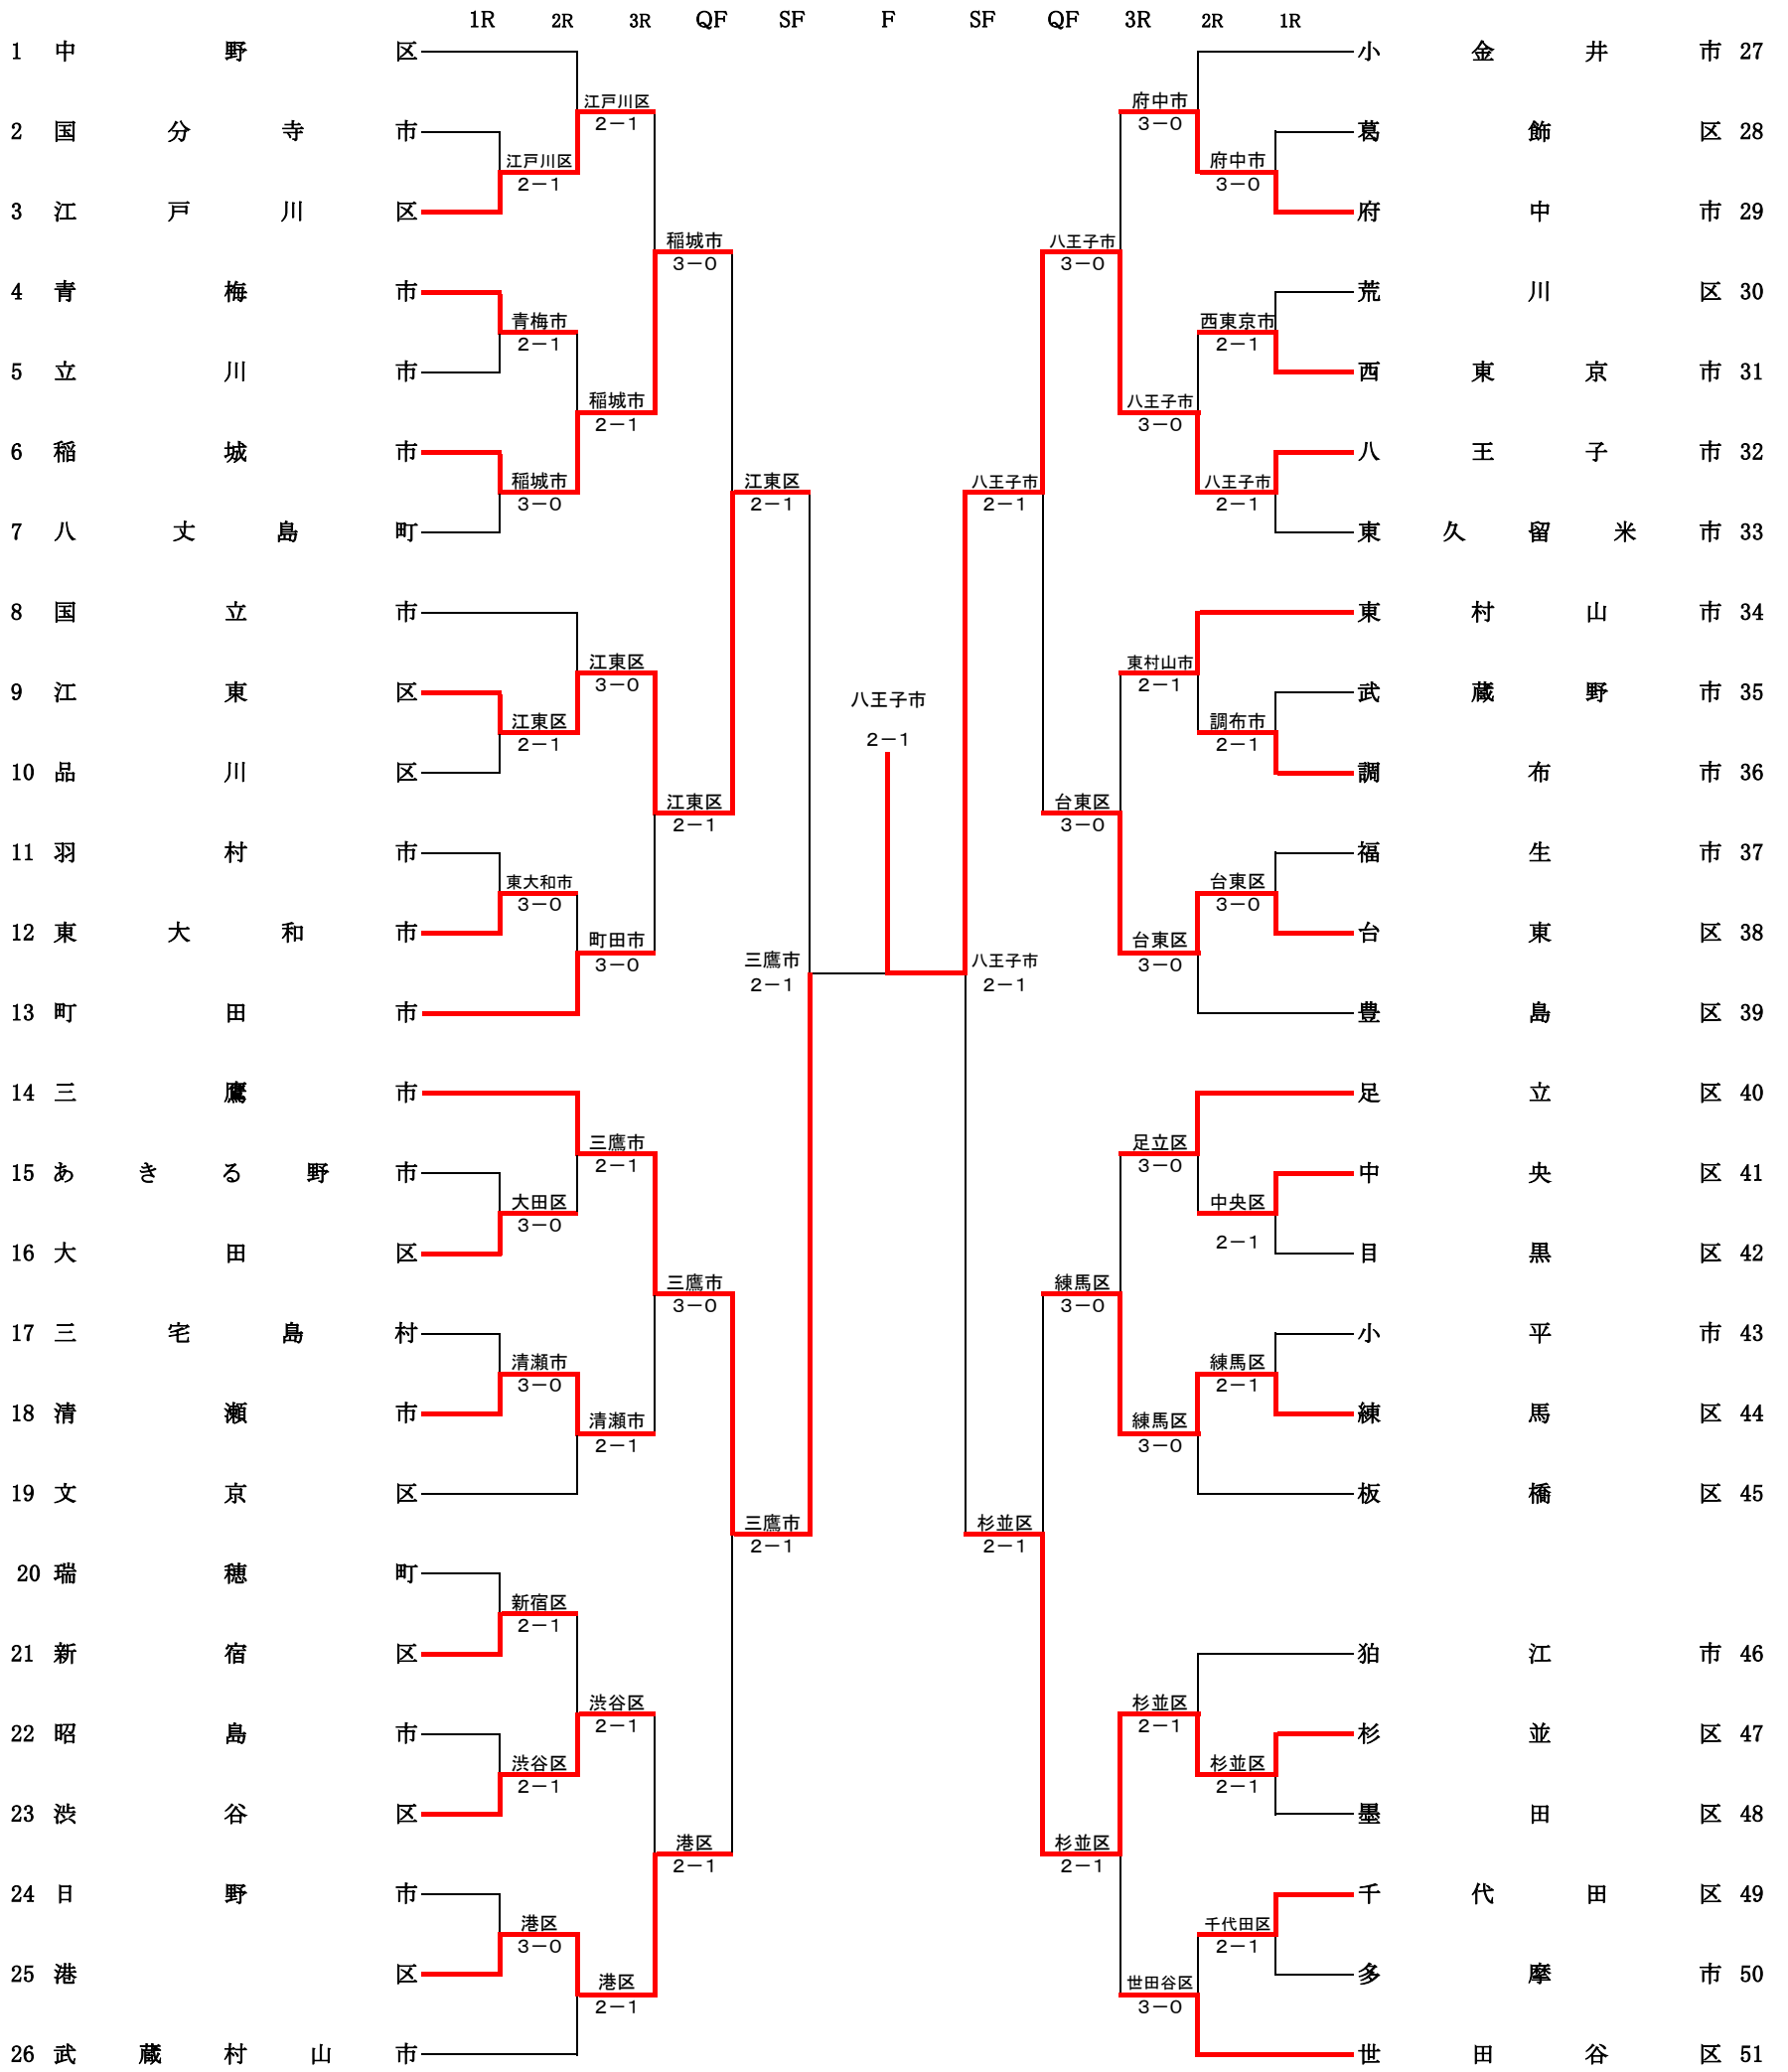 1R 2R 3R QF SF F SF QF 3R 2R 1R
1 中野区 小金井市 27
江戸川区 府中市
2－1 3－0
2 国分寺市 葛飾区 28
江戸川区 府中市
2－1 3－0
3 江戸川区 府中市 29
稲城市 八王子市
3－0 3－0
4 青梅市 荒川区 30
青梅市 西東京市
2－1 2－1
5 立川市 西東京市 31
稲城市 八王子市
2－1 3－0
6 稲城市 八王子市 32
稲城市 江東区 八王子市 八王子市
3－0 2－1 2－1 2－1
7 八丈島町 東久留米市 33
8 国立市 東村山市 34
江東区 東村山市
3－0 2－1
9 江東区 八王子市 武蔵野市 35
江東区 調布市
2－1 2－1 2－1
10 品川区 調布市 36
江東区 台東区
2－1 3－0
11 羽村市 福生市 37
東大和市 台東区
3－0 3－0
12 東大和市 台東区 38
町田市 台東区
3－0 3－0
三鷹市 八王子市
2－1 2－1
13 町田市 豊島区 39
14 三鷹市 足立区 40
三鷹市 足立区
2－1 3－0
15 あきる野市 中央区 41
大田区 中央区
3－0 2－1
16 大田区 目黒区 42
三鷹市 練馬区
3－0 3－0
17 三宅島村 小平市 43
清瀬市 練馬区
3－0 2－1
18 清瀬市 練馬区 44
清瀬市 練馬区
2－1 3－0
19 文京区 板橋区 45
三鷹市 杉並区
2－1 2－1
20 瑞穂町
新宿区
2－1
21 新宿区 狛江市 46
渋谷区 杉並区
2－1 2－1
22 昭島市 杉並区 47
渋谷区 杉並区
2－1 2－1
23 渋谷区 墨田区 48
港区 杉並区
2－1 2－1
24 日野市 千代田区 49
港区 千代田区
3－0 2－1
25 港区 多摩市 50
港区 世田谷区
2－1 3－0
26 武蔵村山市 世田谷区 51